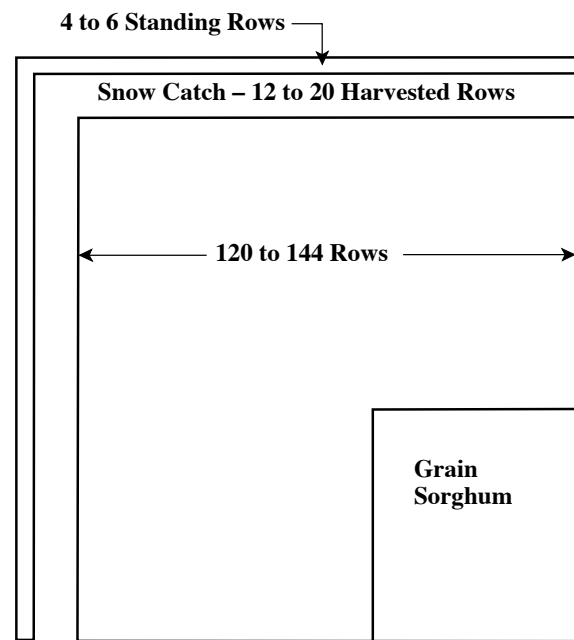 4 to 6 Standing Rows
Snow Catch – 12 to 20 Harvested Rows
120 to 144 Rows
Grain
Sorghum